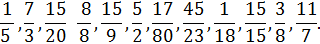 1/5, 7/3, 15/20 8/8, 15/9, 5/2, 17/80, 45/23, 1/18, 15/15, 3/8, 11/7.